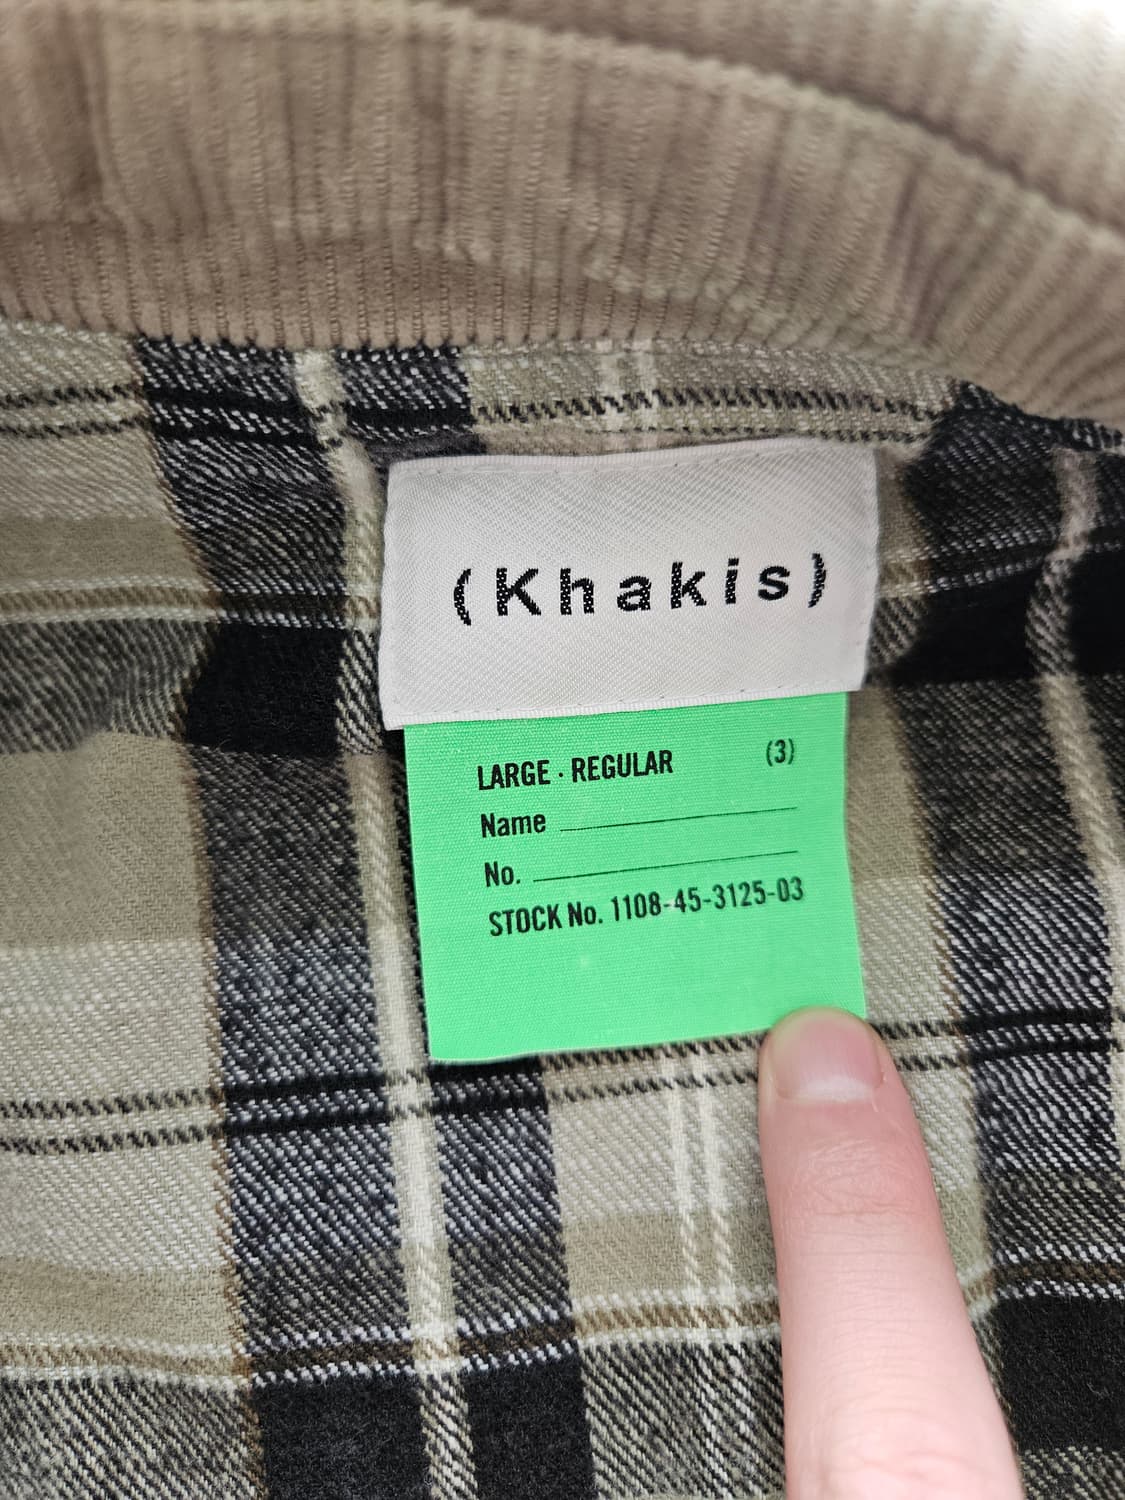 (Khakis)
LARGE · REGULAR (3)
Name
No.
STOCK No. 1108-45-3125-03